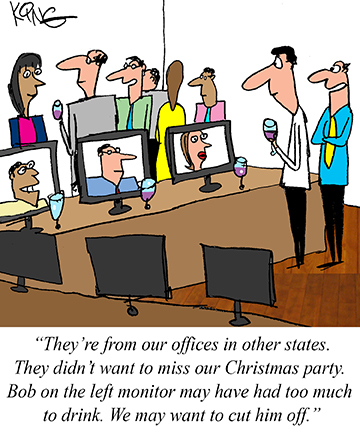 KONG
“They’re from our offices in other states.
They didn’t want to miss our Christmas party.
Bob on the left monitor may have had too much
to drink. We may want to cut him off.”